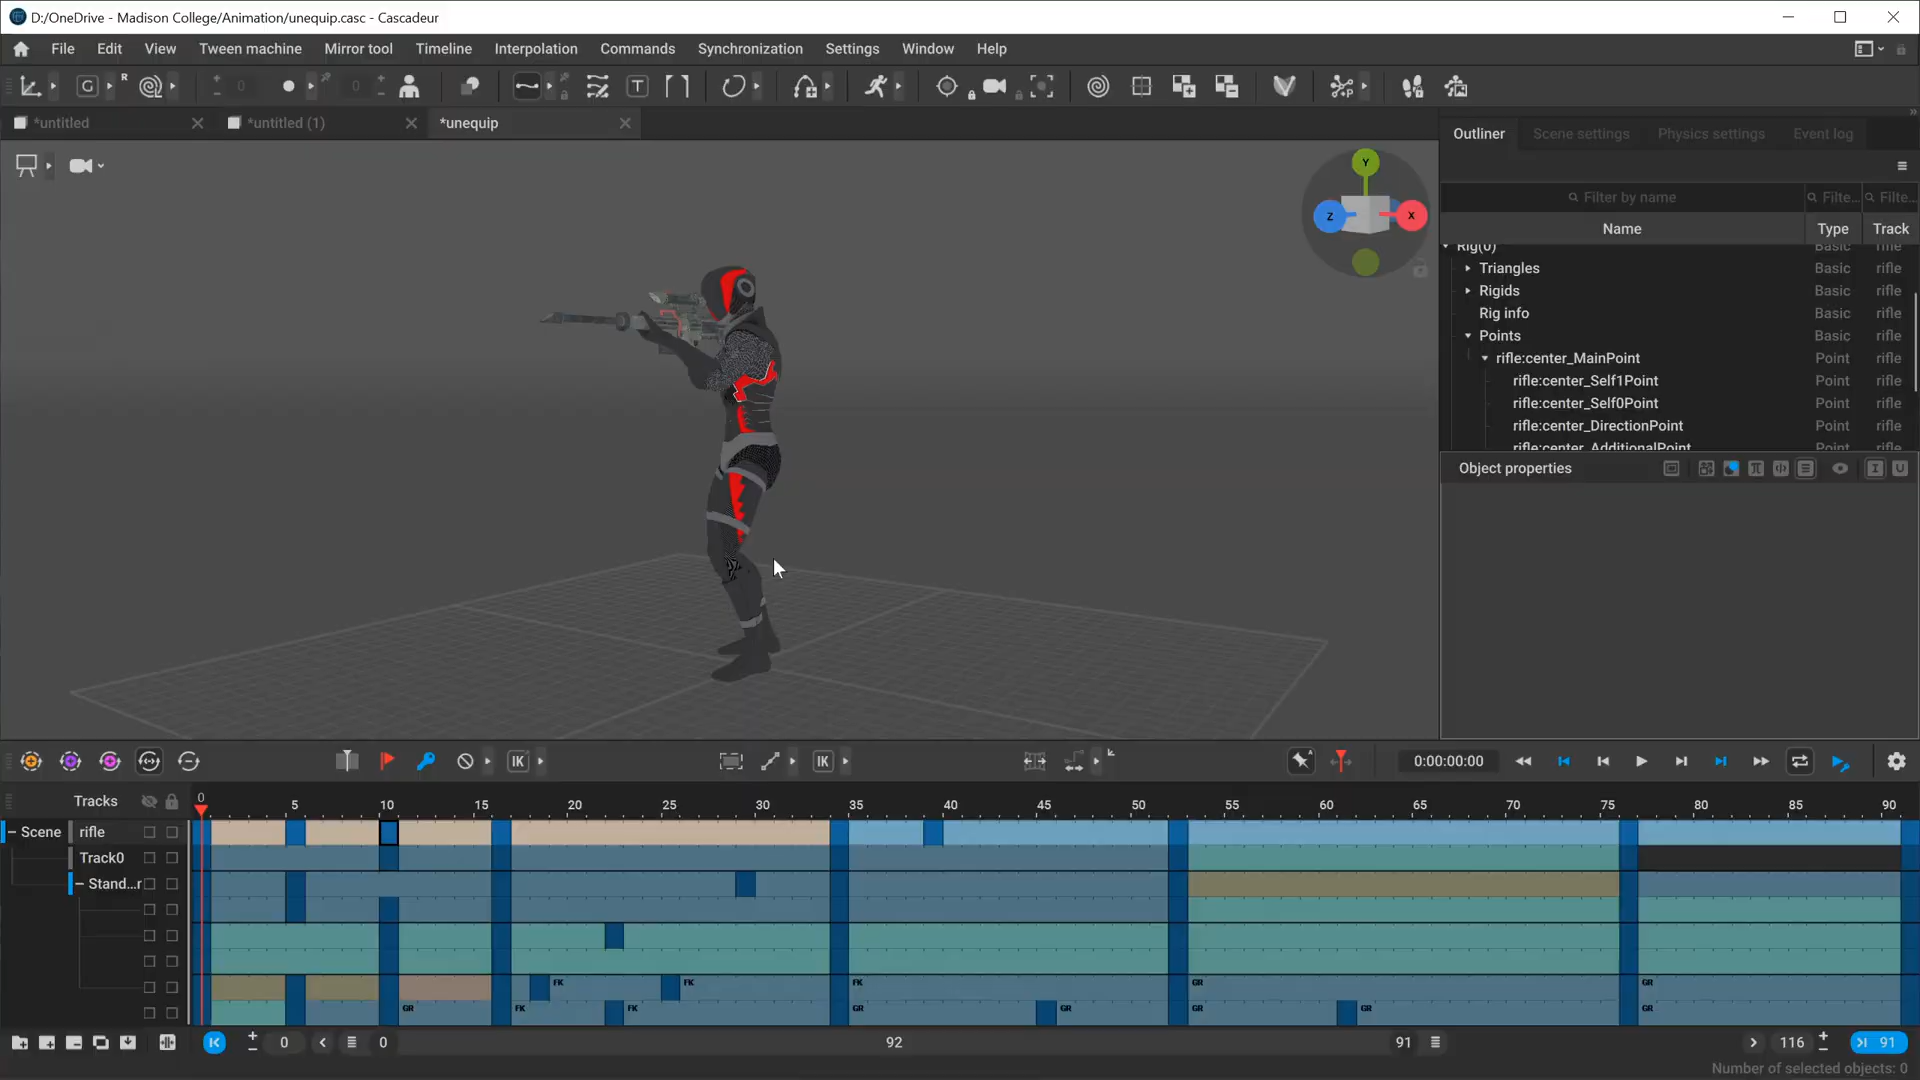 D:/OneDrive - Madison College/Animation/unequip.casc - Cascadeur
File Edit View Tween machine Mirror tool Timeline Interpolation Commands Synchronization Settings Window Help
G R 0 0 T
*untitled *untitled (1) *unequip
Outliner Scene settings Physics settings Event log
Y
Z X
Filter by name Filte... Filte...
Name Type Track
Rig(0) Basic rifle
Triangles Basic rifle
Rigids Basic rifle
Rig info Basic rifle
Points Basic rifle
rifle:center_MainPoint Point rifle
rifle:center_Self1Point Point rifle
rifle:center_Self0Point Point rifle
rifle:center_DirectionPoint Point rifle
rifle:center_AdditionalPoint Point rifle
Object properties
IK IK 0:00:00:00
Tracks 0 5 10 15 20 25 30 35 40 45 50 55 60 65 70 75 80 85 90
Scene rifle
Track0
Stand...r
FK FK FK GR GR
GR FK FK GR GR GR GR GR
0 0 92 91 116 91
Number of selected objects: 0